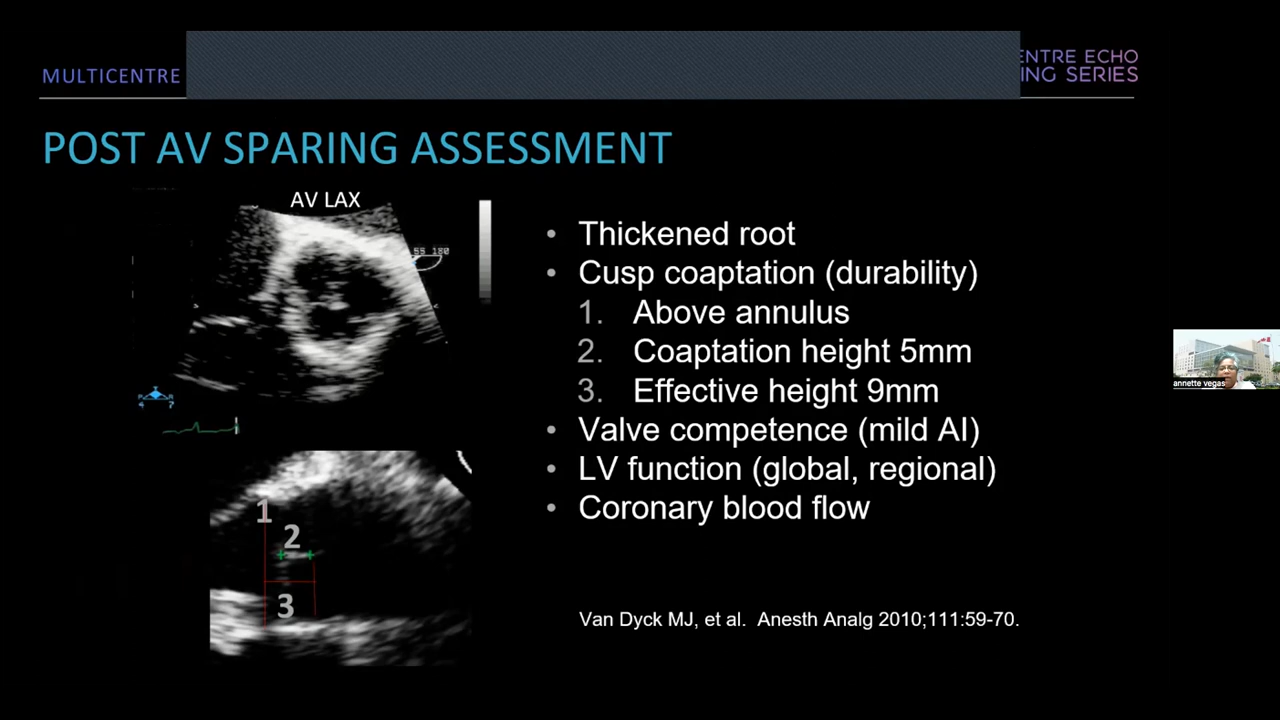 MULTICENTRE
ENTRE ECHO
ING SERIES
POST AV SPARING ASSESSMENT
AV LAX
55 180
• Thickened root
• Cusp coaptation (durability)
1. Above annulus
2. Coaptation height 5mm
3. Effective height 9mm
• Valve competence (mild AI)
• LV function (global, regional)
• Coronary blood flow
1
2
3
Van Dyck MJ, et al. Anesth Analg 2010;111:59-70.
annette vegas